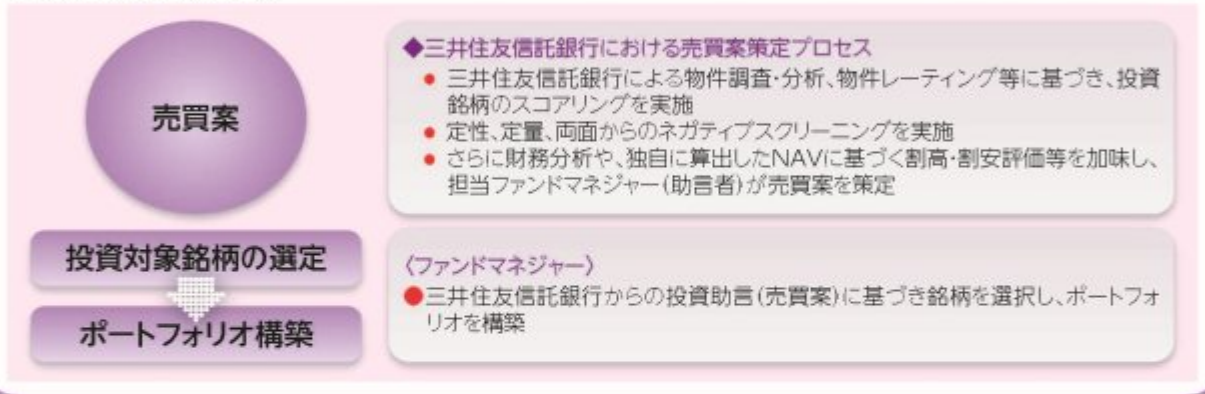 売買案
◆三井住友信託銀行における売買案策定プロセス
● 三井住友信託銀行による物件調査・分析、物件レーティング等に基づき、投資
銘柄のスコアリングを実施
● 定性、定量、両面からのネガティブスクリーニングを実施
● さらに財務分析や、独自に算出したNAVに基づく割高・割安評価等を加味し、
担当ファンドマネジャー(助言者)が売買案を策定
投資対象銘柄の選定
ポートフォリオ構築
〈ファンドマネジャー〉
●三井住友信託銀行からの投資助言(売買案)に基づき銘柄を選択し、ポートフォ
リオを構築